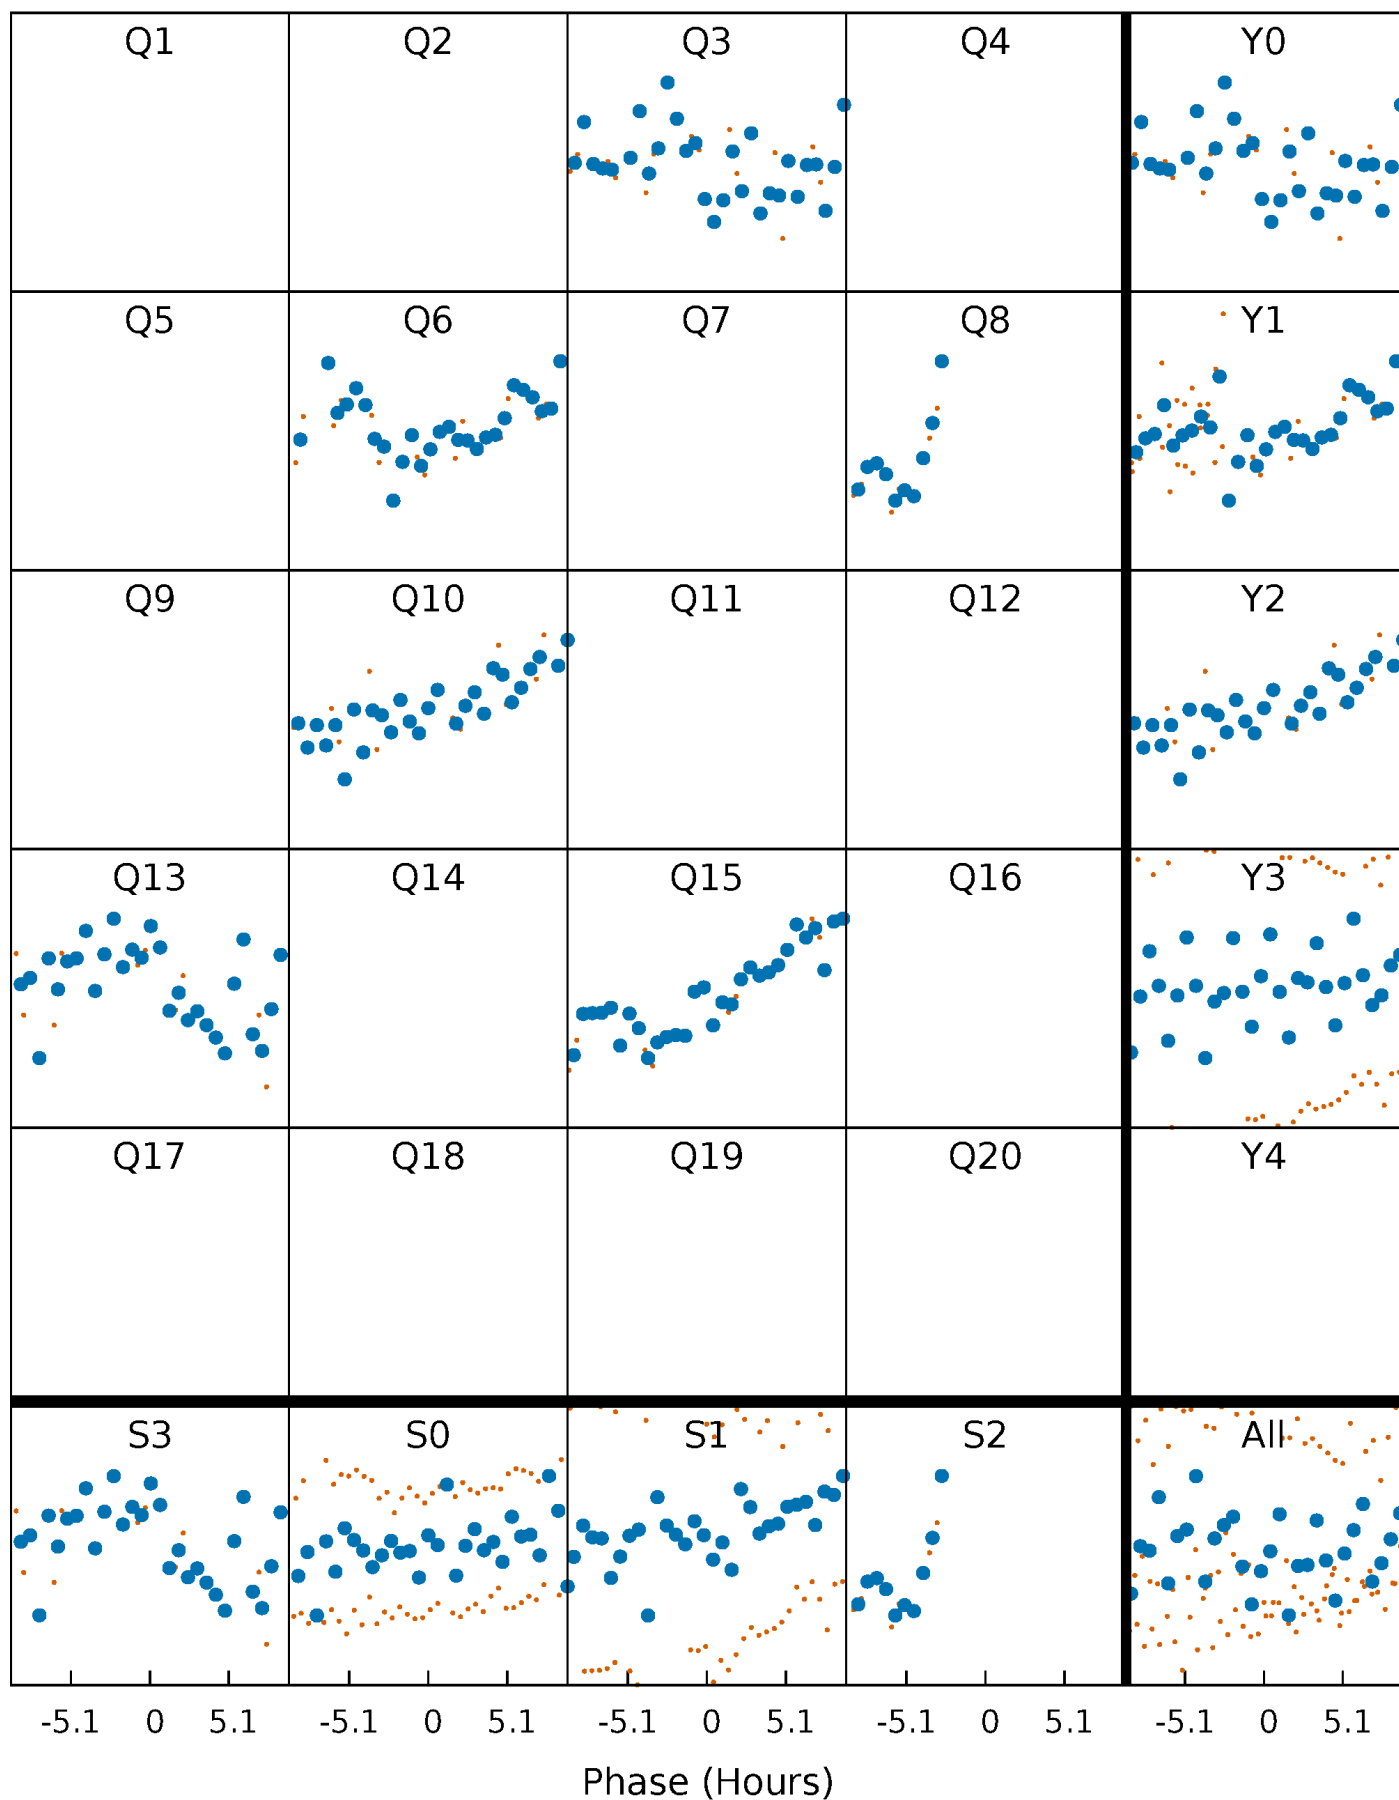 Q1 Q2 Q3 Q4 Y0
Q5 Q6 Q7 Q8 Y1
Q9 Q10 Q11 Q12 Y2
Q13 Q14 Q15 Q16 Y3
Q17 Q18 Q19 Q20 Y4
S3 S0 S1 S2 All
-5.1 0 5.1 -5.1 0 5.1 -5.1 0 5.1 -5.1 0 5.1 -5.1 0 5.1
Phase (Hours)